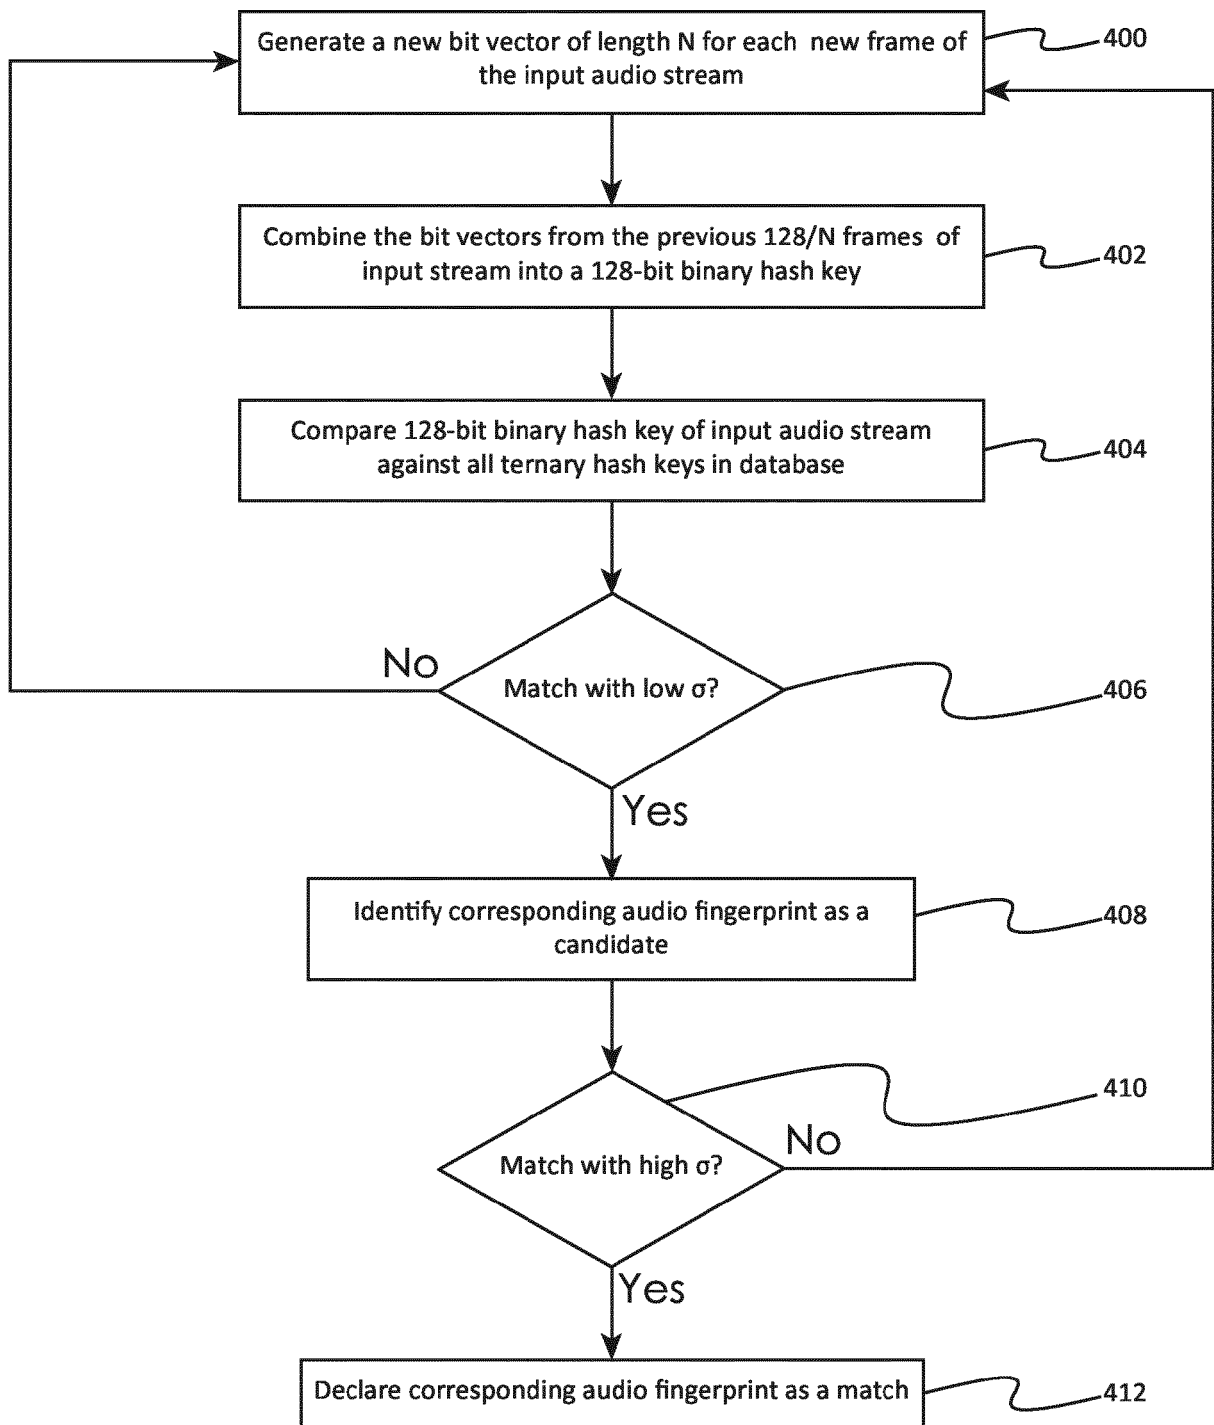 Generate a new bit vector of length N for each new frame of
the input audio stream
400
Combine the bit vectors from the previous 128/N frames of
input stream into a 128-bit binary hash key
402
Compare 128-bit binary hash key of input audio stream
against all ternary hash keys in database
404
No
Match with low σ?
406
Yes
Identify corresponding audio fingerprint as a
candidate
408
410
No
Match with high σ?
Yes
Declare corresponding audio fingerprint as a match
412